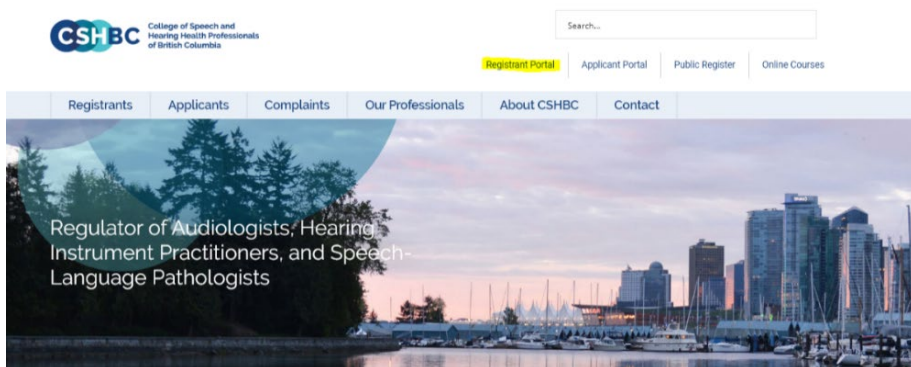 CSHBC
College of Speech and
Hearing Health Professionals
of British Columbia
Search...
Registrant Portal Applicant Portal Public Register Online Courses
Registrants Applicants Complaints Our Professionals About CSHBC Contact
Regulator of Audiologists, Hearing
Instrument Practitioners, and Speech-
Language Pathologists